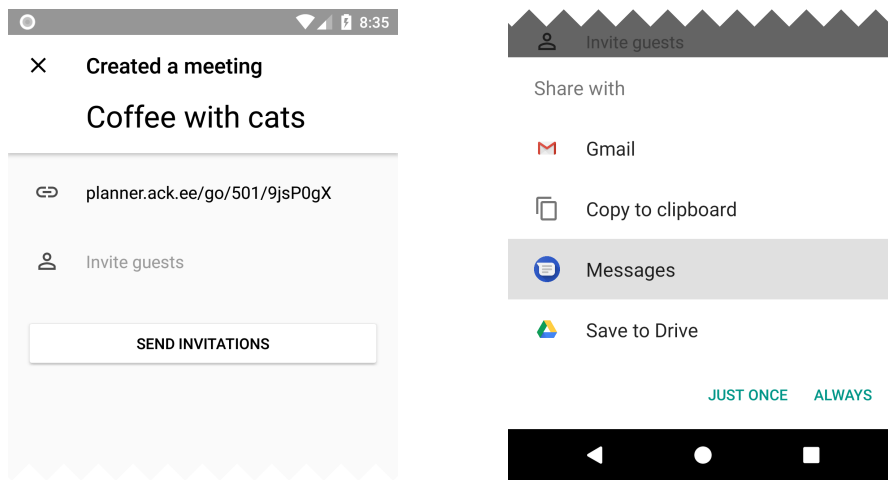 8:35
Created a meeting
Coffee with cats
planner.ack.ee/go/501/9jsP0gX
Invite guests
SEND INVITATIONS
Invite guests
Share with
Gmail
Copy to clipboard
Messages
Save to Drive
JUST ONCE ALWAYS